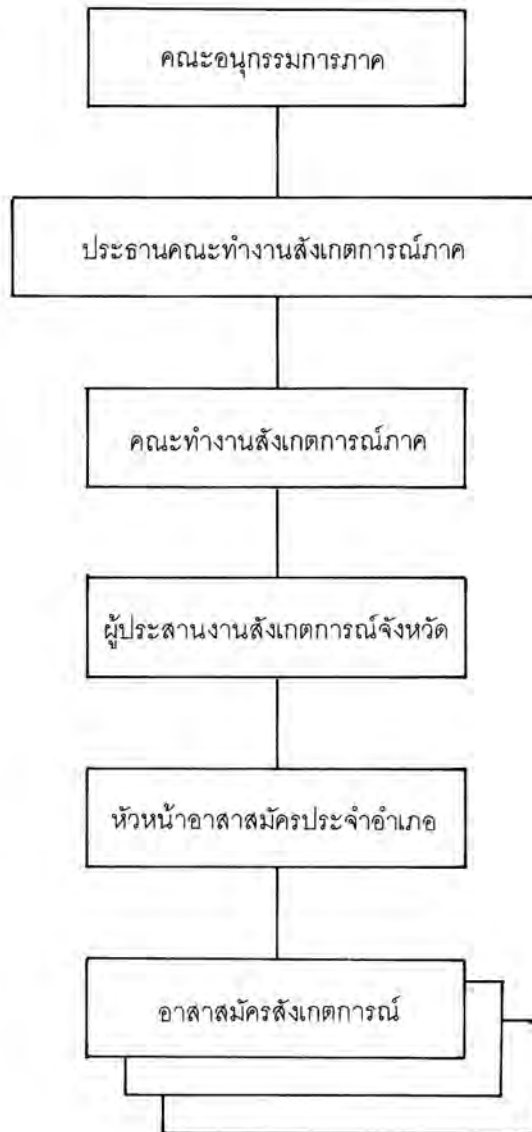 คณะอนุกรรมการภาค
ประธานคณะทำงานสังเกตการณ์ภาค
คณะทำงานสังเกตการณ์ภาค
ผู้ประสานงานสังเกตการณ์จังหวัด
หัวหน้าอาสาสมัครประจำอำเภอ
อาสาสมัครสังเกตการณ์